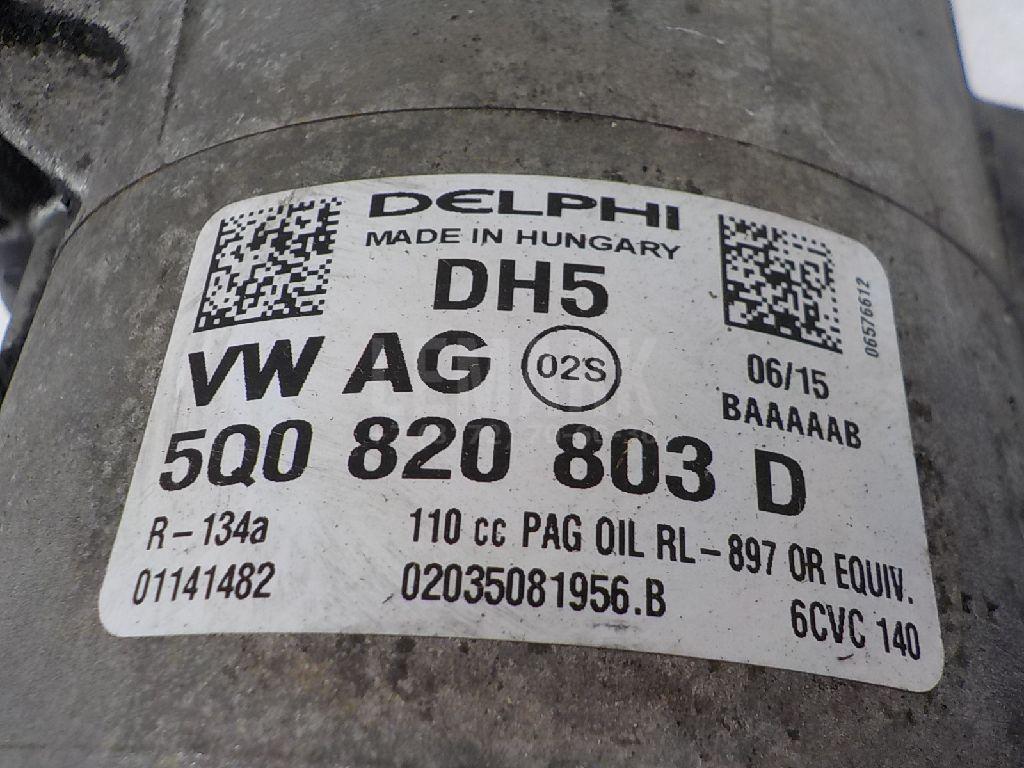 DELPHI
MADE IN HUNGARY
DH5
06576612
VW AG 02S
06/15
BAAAAAB
5Q0 820 803 D
R-134a 110 cc PAG OIL RL-897 OR EQUIV.
01141482 02035081956.B
6CVC 140